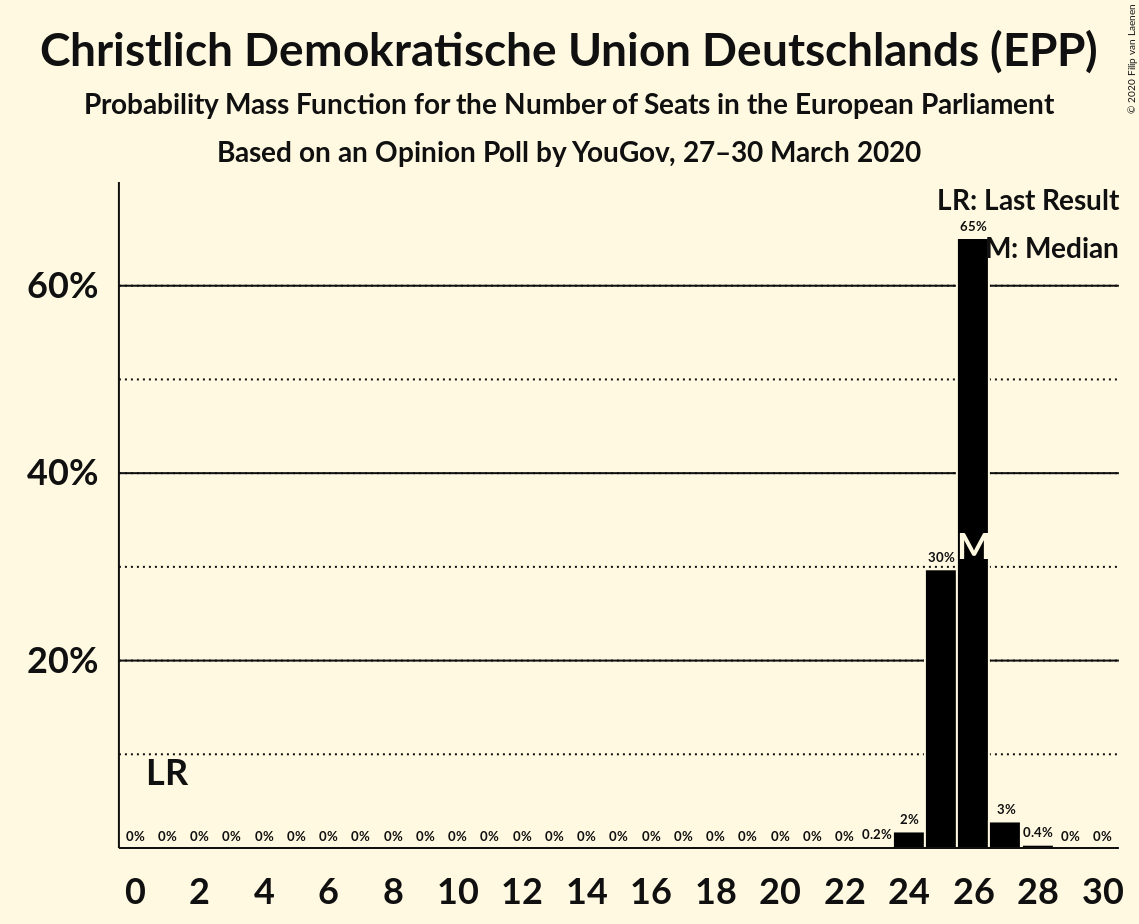 Christlich Demokratische Union Deutschlands (EPP)
Probability Mass Function for the Number of Seats in the European Parliament
Based on an Opinion Poll by YouGov, 27–30 March 2020
© 2020 Filip van Laenen
LR: Last Result
M: Median
65%
60%
40%
M
30%
20%
LR
0% 0% 0% 0% 0% 0% 0% 0% 0% 0% 0% 0% 0% 0% 0% 0% 0% 0% 0% 0% 0% 0% 0% 0.2% 2% 3% 0.4% 0% 0%
0 2 4 6 8 10 12 14 16 18 20 22 24 26 28 30